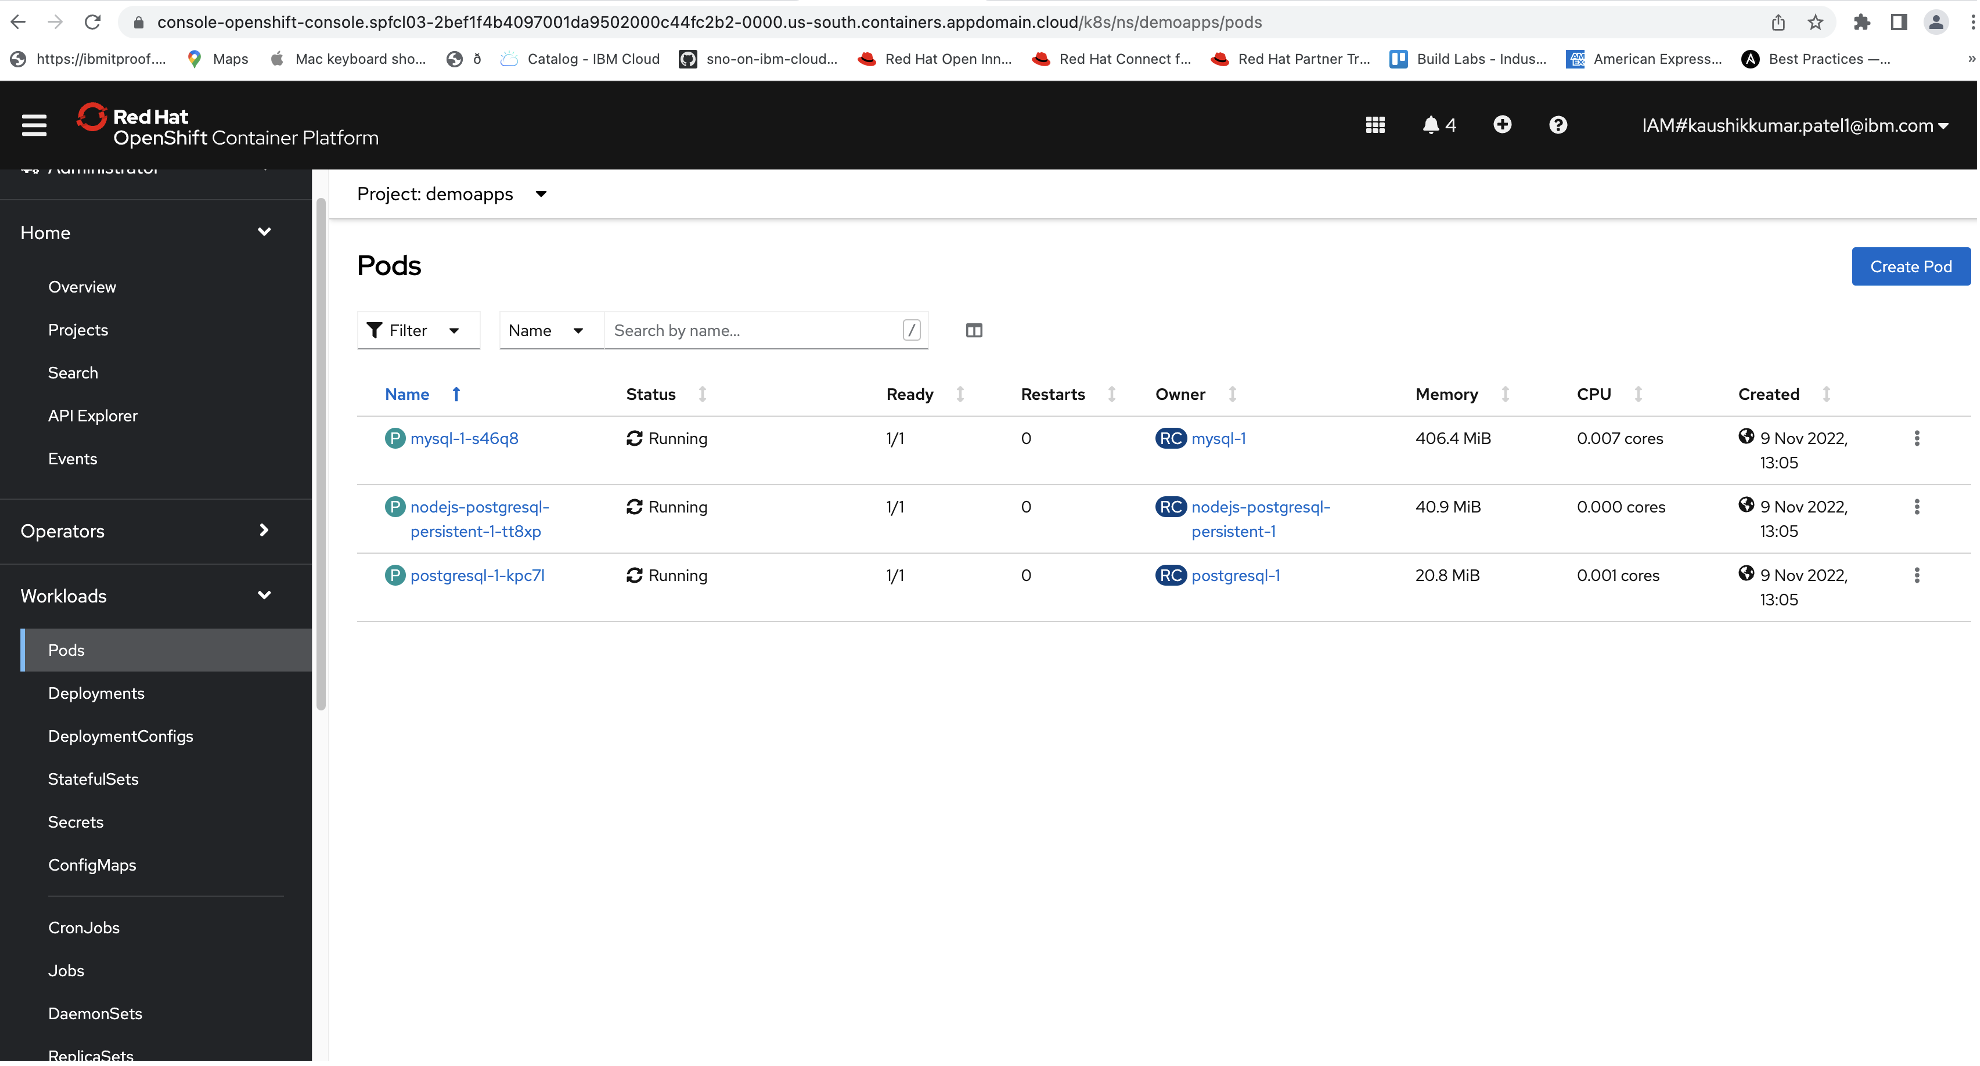 console-openshift-console.spfcl03-2bef1f4b4097001da9502000c44fc2b2-0000.us-south.containers.appdomain.cloud/k8s/ns/demoapps/pods
https://ibmitproof.... Maps Mac keyboard sho... ð Catalog - IBM Cloud sno-on-ibm-cloud... Red Hat Open Inn... Red Hat Connect f... Red Hat Partner Tr... Build Labs - Indus... American Express... Best Practices —... »
Red Hat
OpenShift Container Platform
4
IAM#kaushikkumar.patel1@ibm.com
Administrator
Home
Overview
Projects
Search
API Explorer
Events
Operators
Workloads
Pods
Deployments
DeploymentConfigs
StatefulSets
Secrets
ConfigMaps
CronJobs
Jobs
DaemonSets
ReplicaSets
Project: demoapps
Pods
Create Pod
Filter Name Search by name... /
Name Status Ready Restarts Owner Memory CPU Created
P mysql-1-s46q8 Running 1/1 0 RC mysql-1 406.4 MiB 0.007 cores 9 Nov 2022,
13:05
P nodejs-postgresql- Running 1/1 0 RC nodejs-postgresql- 40.9 MiB 0.000 cores 9 Nov 2022,
persistent-1-tt8xp persistent-1 13:05
P postgresql-1-kpc7l Running 1/1 0 RC postgresql-1 20.8 MiB 0.001 cores 9 Nov 2022,
13:05